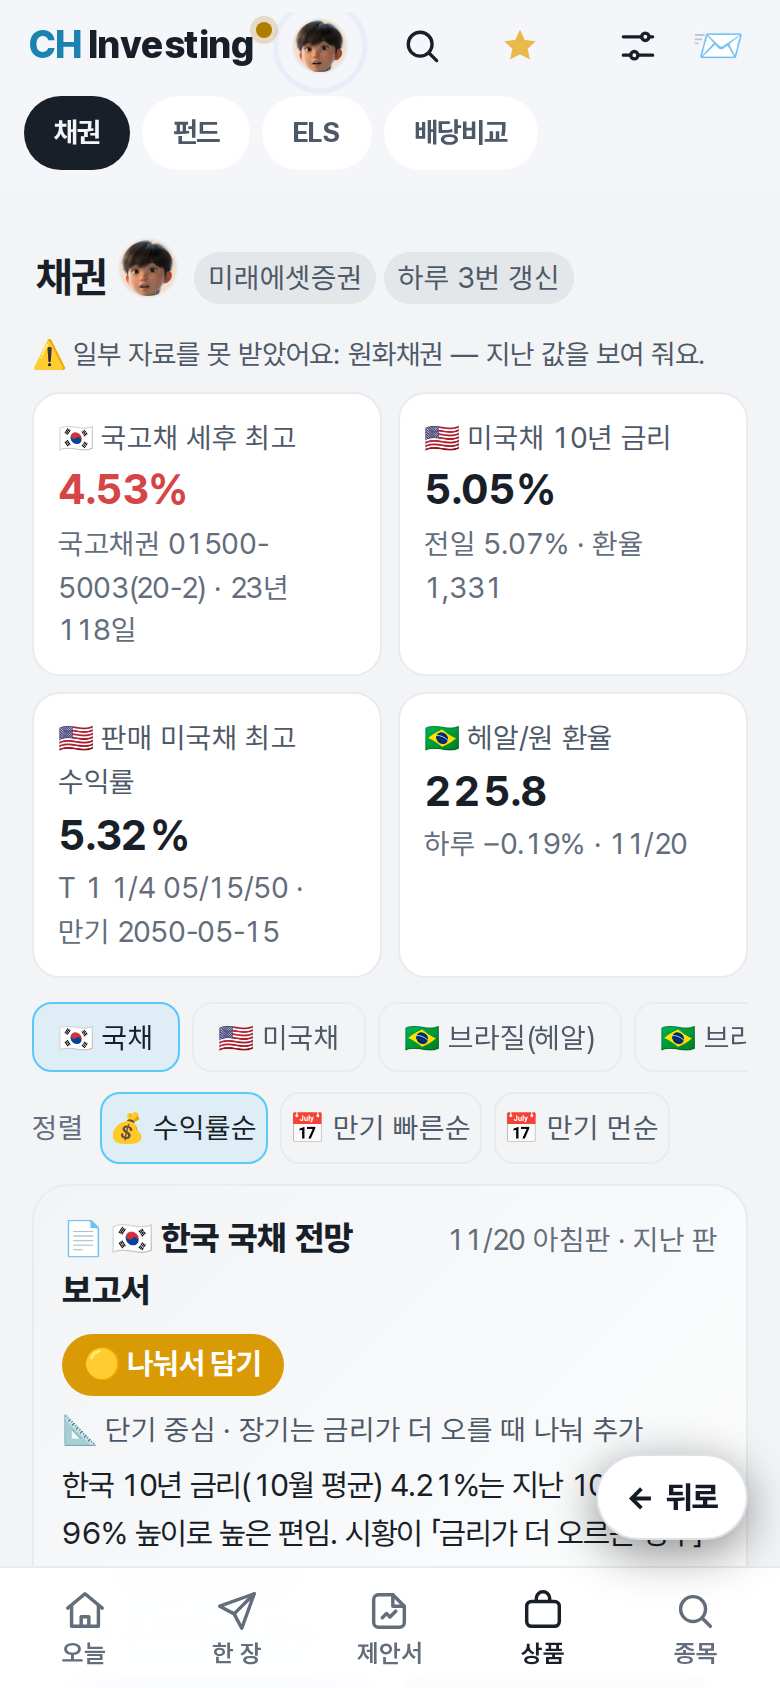 CH Investing
채권 펀드 ELS 배당비교
채권 미래에셋증권 하루 3번 갱신
⚠️ 일부 자료를 못 받았어요: 원화채권 — 지난 값을 보여 줘요.
🇰🇷 국고채 세후 최고
4.53%
국고채권 01500-
5003(20-2) · 23년
118일
🇺🇸 미국채 10년 금리
5.05%
전일 5.07% · 환율
1,331
🇺🇸 판매 미국채 최고
수익률
5.32%
T 1 1/4 05/15/50 ·
만기 2050-05-15
🇧🇷 헤알/원 환율
225.8
하루 −0.19% · 11/20
🇰🇷 국채 🇺🇸 미국채 🇧🇷 브라질(헤알) 🇧🇷 브라
정렬 💰 수익률순 📅 만기 빠른순 📅 만기 먼순
📄 🇰🇷 한국 국채 전망
보고서
11/20 아침판 · 지난 판
🟡 나눠서 담기
📐 단기 중심 · 장기는 금리가 더 오를 때 나눠 추가
한국 10년 금리(10월 평균) 4.21%는 지난 10
96% 높이로 높은 편임. 시황이 「금리가 더 오르는
← 뒤로
오늘 한 장 제안서 상품 종목